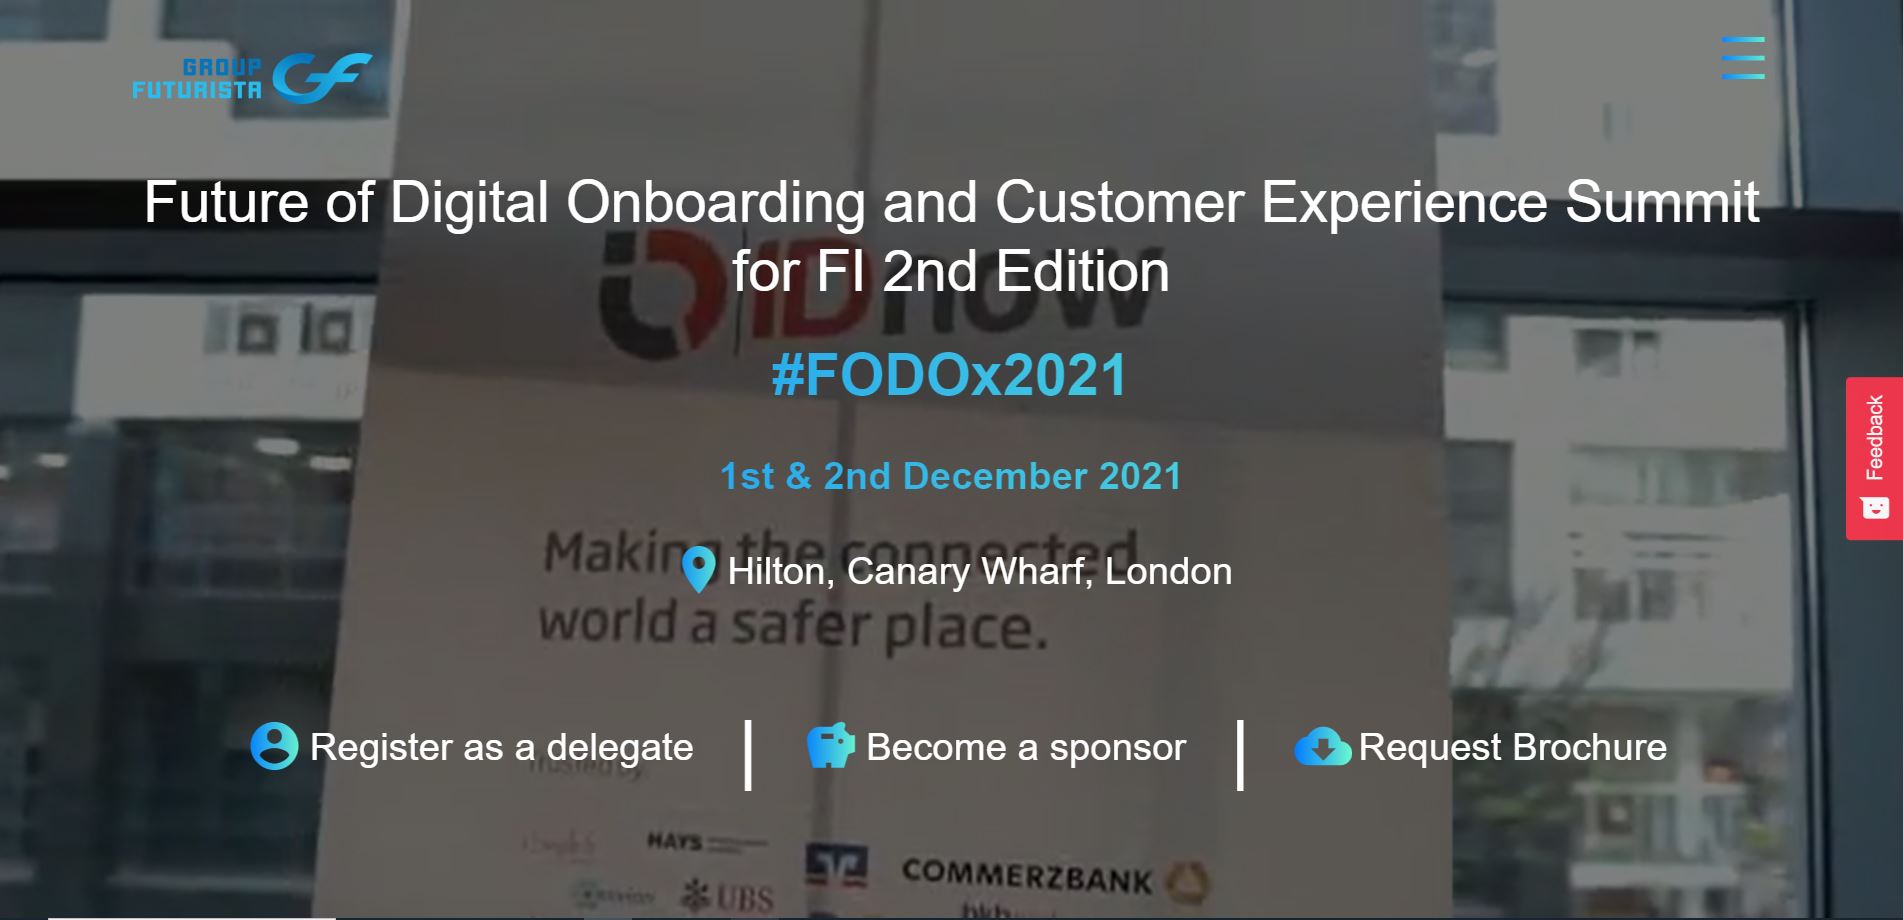 GROUP
FUTURISTA
Future of Digital Onboarding and Customer Experience Summit
for FI 2nd Edition
IDnow
#FODOx2021
Feedback
1st & 2nd December 2021
Making the connected
world a safer place.
Hilton, Canary Wharf, London
Register as a delegate
Become a sponsor
Request Brochure
Trusted by:
HAYS
COMMERZBANK
UBS